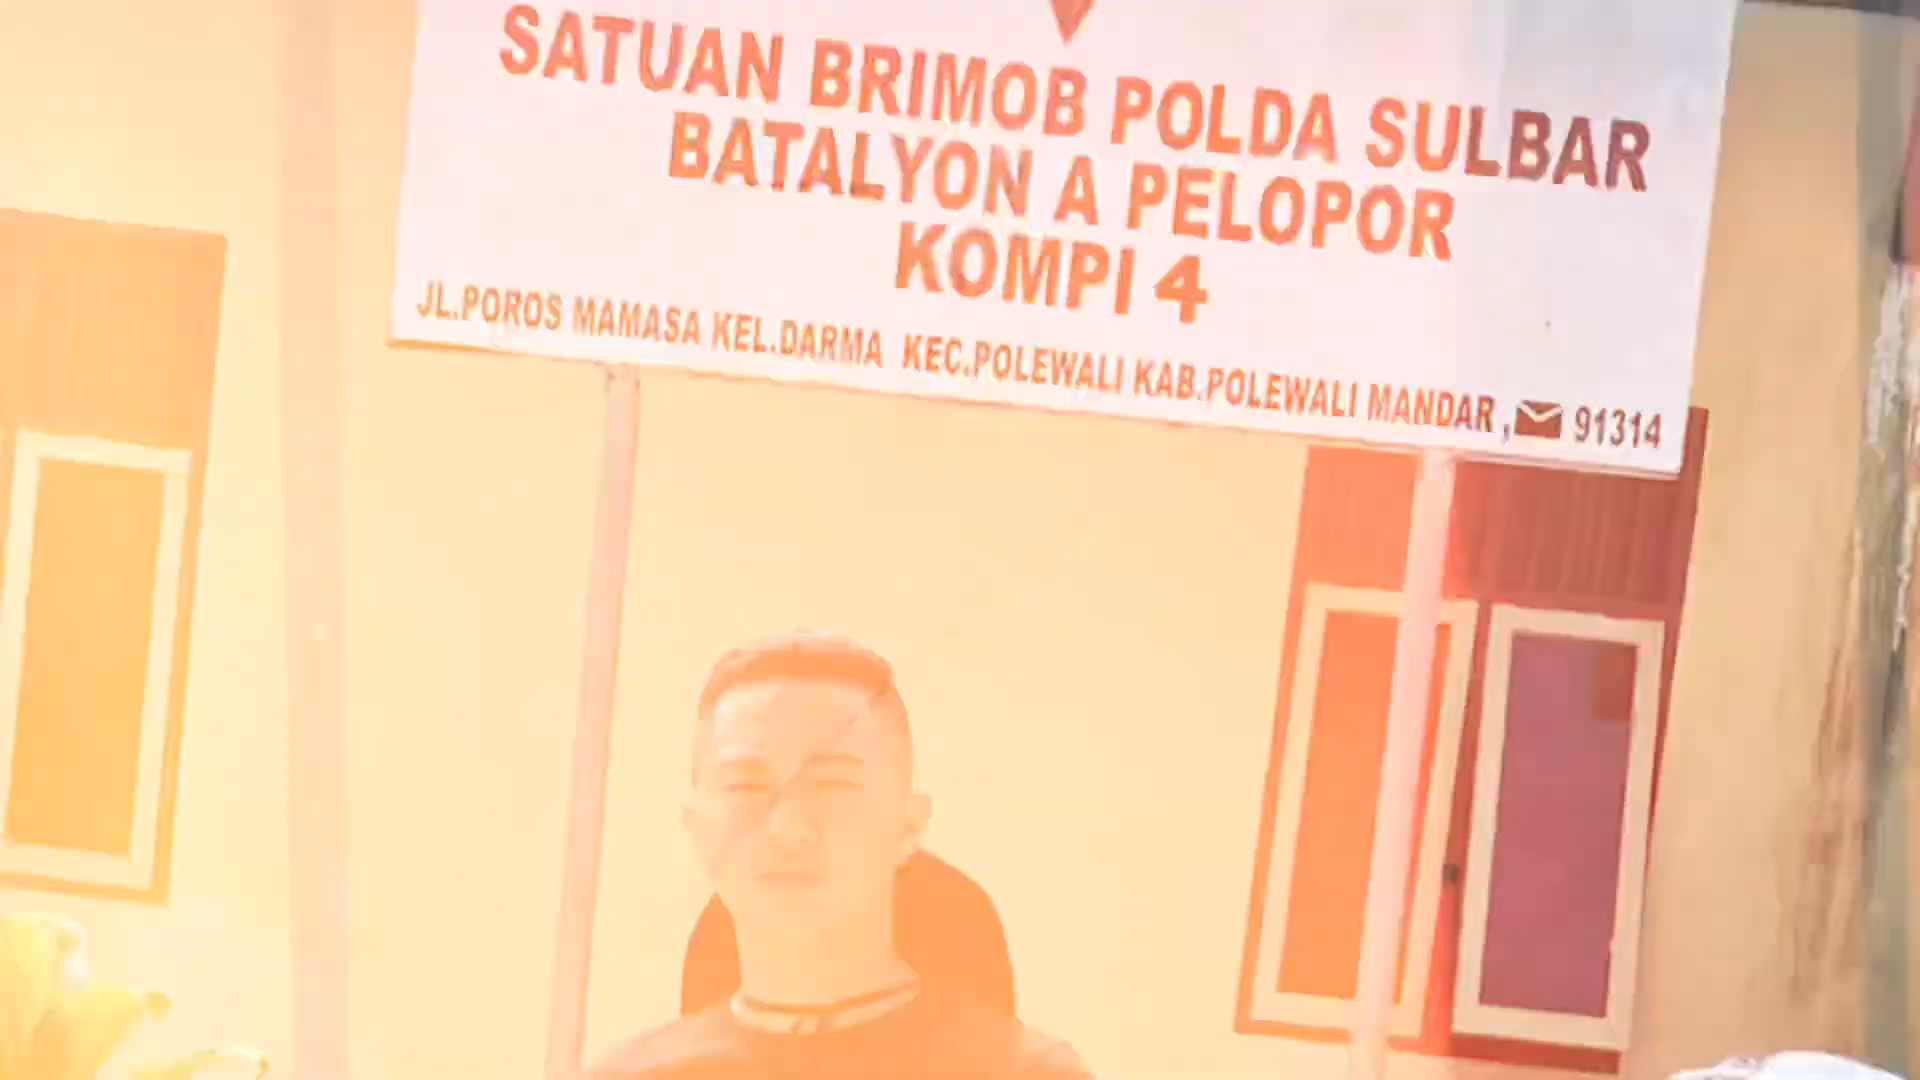 SATUAN BRIMOB POLDA SULBAR
BATALYON A PELOPOR
KOMPI 4
JL.POROS MAMASA KEL.DARMA KEC.POLEWALI KAB.POLEWALI MANDAR, 91314